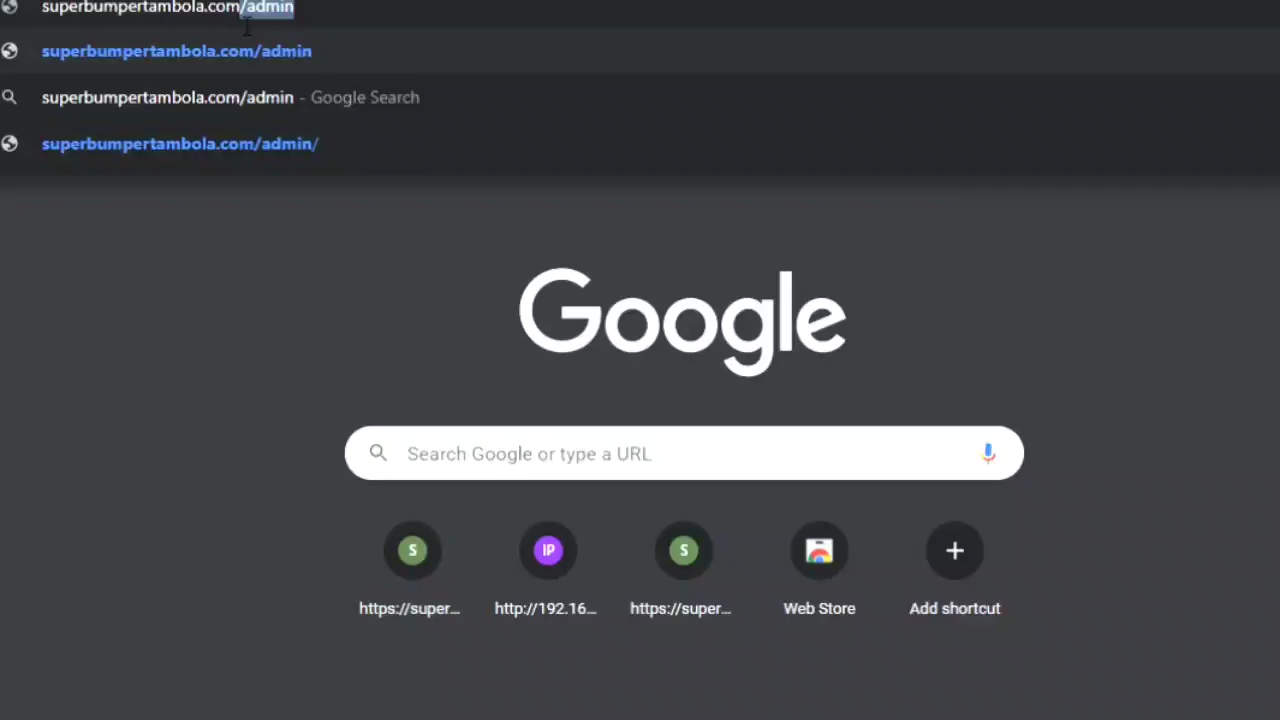 superbumpertambola.com/admin
superbumpertambola.com/admin
superbumpertambola.com/admin - Google Search
superbumpertambola.com/admin/
Google
Search Google or type a URL
S
IP
S
https://super...
http://192.16...
https://super...
Web Store
Add shortcut